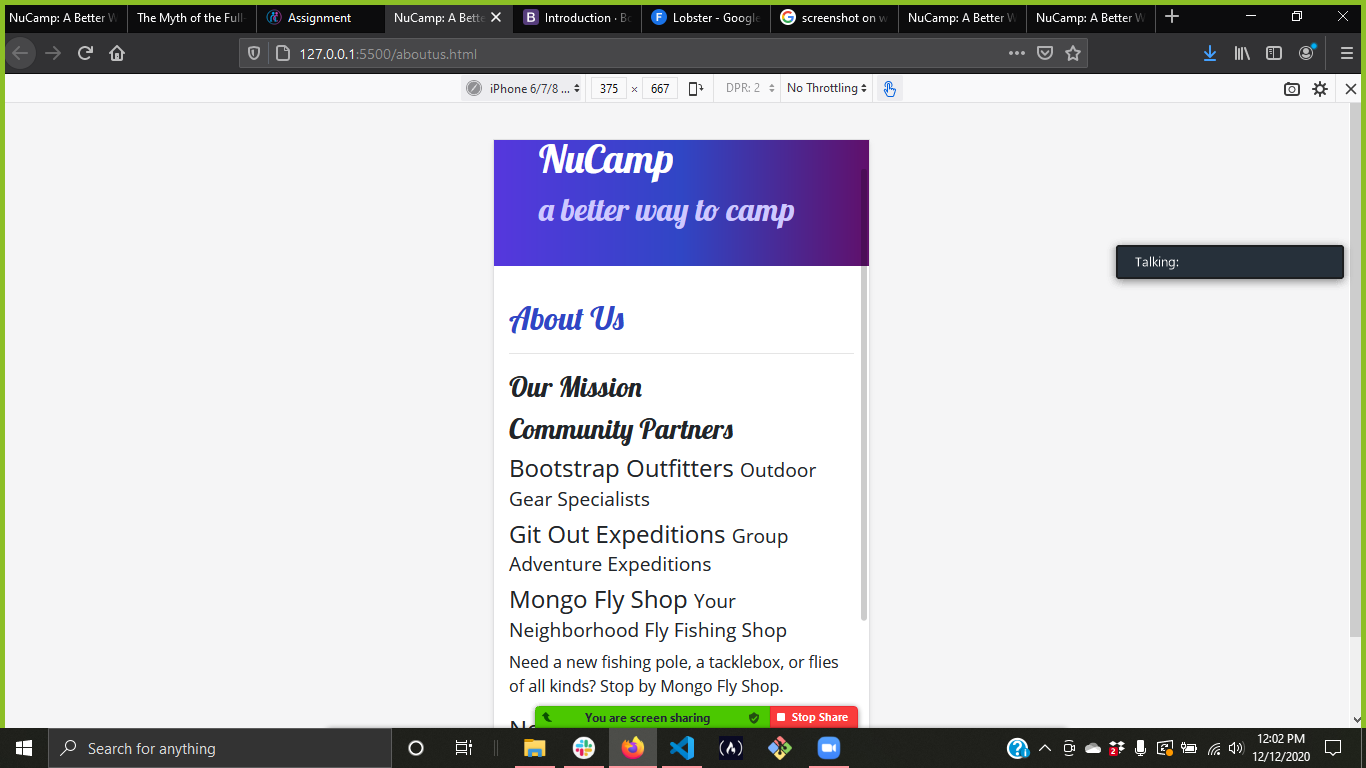 NuCamp: A Better W
The Myth of the Full-
Assignment
NuCamp: A Bette
Introduction · Bo
Lobster - Google
screenshot on w
NuCamp: A Better W
NuCamp: A Better W
127.0.0.1:5500/aboutus.html
iPhone 6/7/8 ... 375 × 667 DPR: 2 No Throttling
NuCamp
a better way to camp
Talking:
About Us
Our Mission
Community Partners
Bootstrap Outfitters Outdoor
Gear Specialists
Git Out Expeditions Group
Adventure Expeditions
Mongo Fly Shop Your
Neighborhood Fly Fishing Shop
Need a new fishing pole, a tacklebox, or flies
of all kinds? Stop by Mongo Fly Shop.
You are screen sharing Stop Share
Search for anything
12:02 PM
12/12/2020